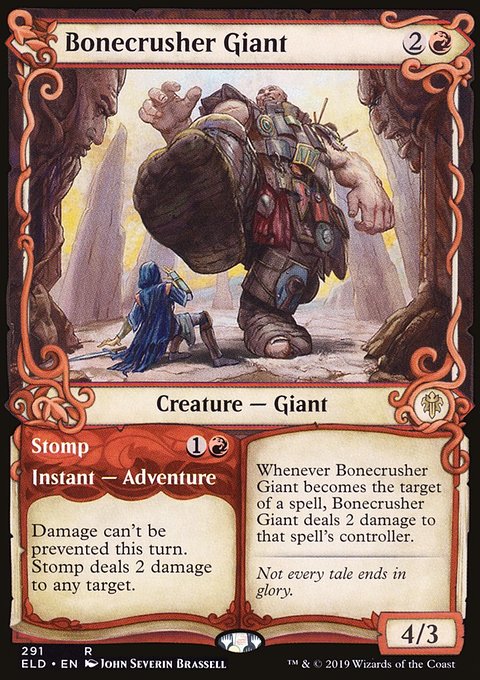 Bonecrusher Giant 2
Creature — Giant
Stomp 1
Instant — Adventure
Damage can't be
prevented this turn.
Stomp deals 2 damage
to any target.
Whenever Bonecrusher
Giant becomes the target
of a spell, Bonecrusher
Giant deals 2 damage to
that spell's controller.
Not every tale ends in
glory.
4/3
291 R
ELD • EN John Severin Brassell
™ & © 2019 Wizards of the Coast